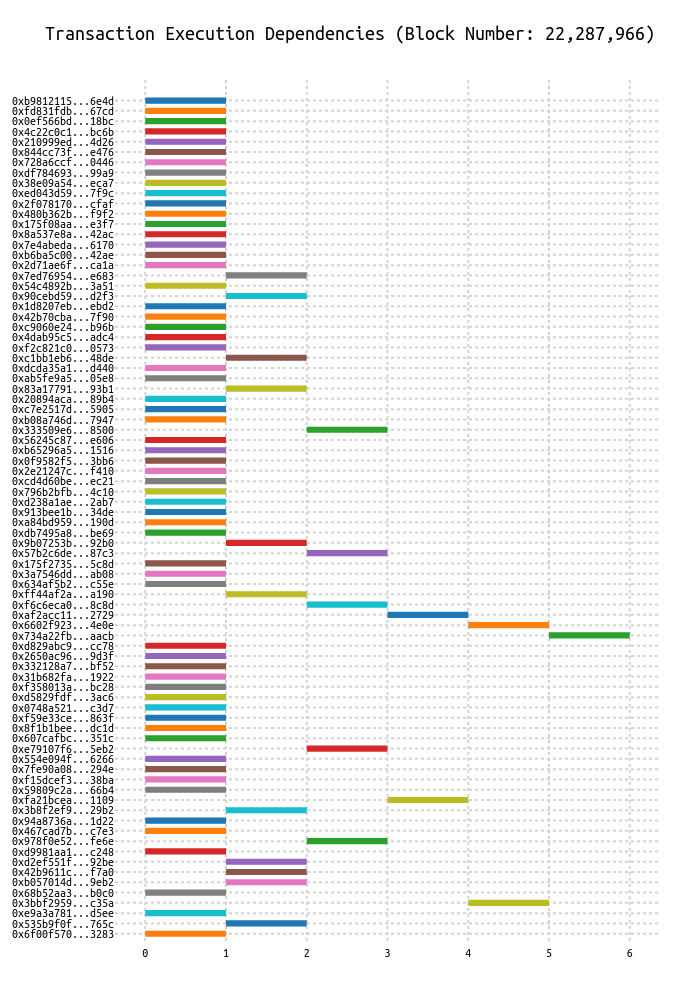 Transaction Execution Dependencies (Block Number: 22,287,966)
0xb9812115...6e4d
0xfd831fdb...67cd
0x0ef566bd...18bc
0x4c22c0c1...bc6b
0x210999ed...4d26
0x844cc73f...e476
0x728a6ccf...0446
0xdf784693...99a9
0x38e09a54...eca7
0xed043d59...7f9c
0x2f078170...cfaf
0x480b362b...f9f2
0x175f08aa...e3f7
0x8a537e8a...42ac
0x7e4abeda...6170
0xb6ba5c00...42ae
0x2d71ae6f...ca1a
0x7ed76954...e683
0x54c4892b...3a51
0x90cebd59...d2f3
0x1d8207eb...ebd2
0x42b70cba...7f90
0xc9060e24...b96b
0x4dab95c5...adc4
0xf2c821c0...0573
0xc1bb1eb6...48de
0xdcda35a1...d440
0xab5fe9a5...05e8
0x83a17791...93b1
0x20894aca...89b4
0xc7e2517d...5905
0xb08a746d...7947
0x333509e6...8500
0x56245c87...e606
0xb65296a5...1516
0x0f9582f5...3bb6
0x2e21247c...f410
0xcd4d60be...ec21
0x796b2bfb...4c10
0xd238a1ae...2ab7
0x913bee1b...34de
0xa84bd959...190d
0xdb7495a8...be69
0x9b07253b...92b0
0x57b2c6de...87c3
0x175f2735...5c8d
0x3a7546dd...ab08
0x634af5b2...c55e
0xff44af2a...a190
0xf6c6eca0...8c8d
0xaf2acc11...2729
0x6602f923...4e0e
0x734a22fb...aacb
0xd829abc9...cc78
0x2650ac96...9d3f
0x332128a7...bf52
0x31b682fa...1922
0xf358013a...bc28
0xd5829fdf...3ac6
0x0748a521...c3d7
0xf59e33ce...863f
0x8f1b1bee...dc1d
0x607cafbc...351c
0xe79107f6...5eb2
0x554e094f...6266
0x7fe90a08...294e
0xf15dcef3...38ba
0x59809c2a...66b4
0xfa21bcea...1109
0x3b8f2ef9...29b2
0x94a8736a...1d22
0x467cad7b...c7e3
0x978f0e52...fe6e
0xd9981aa1...c248
0xd2ef551f...92be
0x42b9611c...f7a0
0xb057014d...9eb2
0x68b52aa3...b0c0
0x3bbf2959...c35a
0xe9a3a781...d5ee
0x535b9f0f...765c
0x6f00f570...3283
0 1 2 3 4 5 6